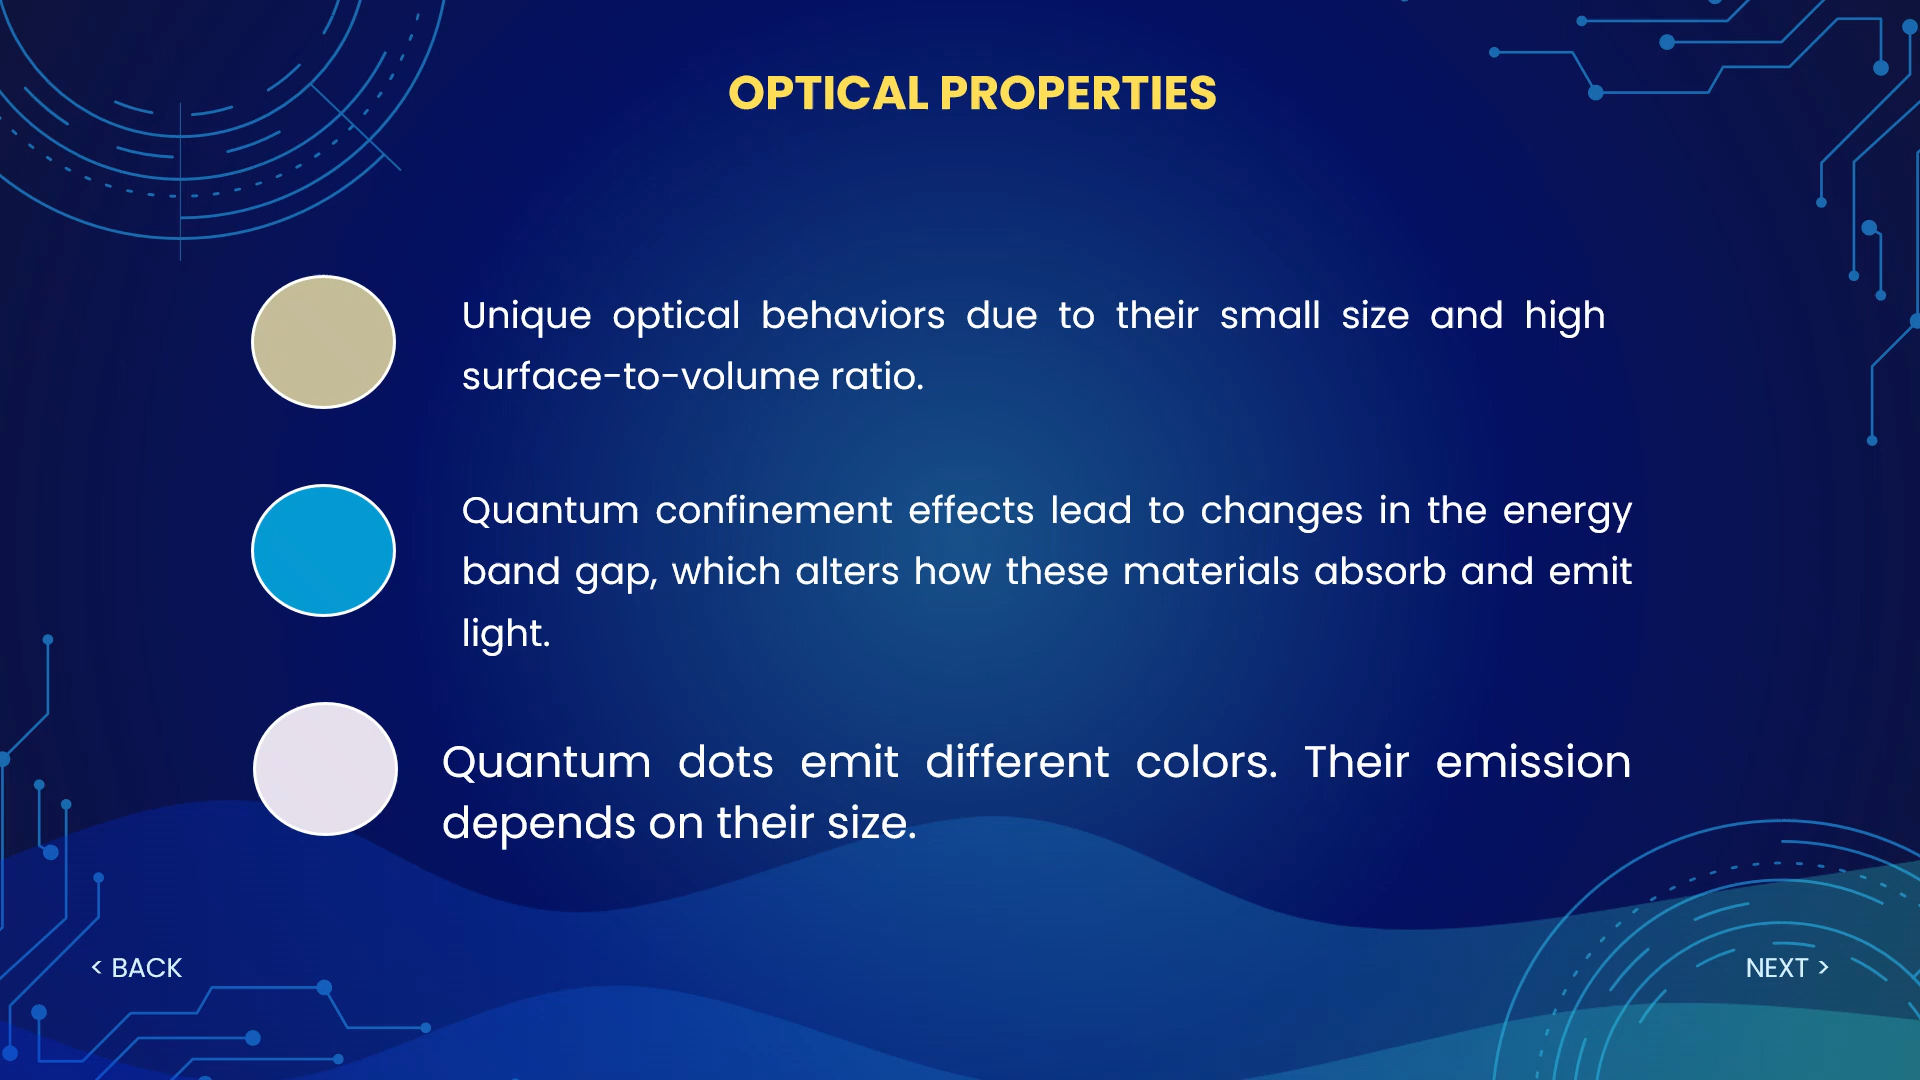 OPTICAL PROPERTIES
Unique optical behaviors due to their small size and high
surface-to-volume ratio.
Quantum confinement effects lead to changes in the energy
band gap, which alters how these materials absorb and emit
light.
Quantum dots emit different colors. Their emission
depends on their size.
< BACK
NEXT >